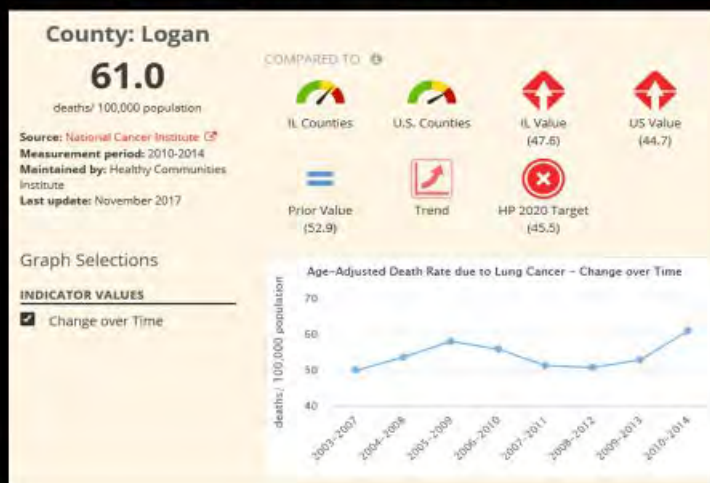 County: Logan
61.0
deaths/ 100,000 population
Source: National Cancer Institute
Measurement period: 2010-2014
Maintained by: Healthy Communities
Institute
Last update: November 2017
COMPARED TO
IL Counties
U.S. Counties
IL Value
(47.6)
US Value
(44.7)
Prior Value
(52.9)
Trend
HP 2020 Target
(45.5)
Graph Selections
INDICATOR VALUES
Change over Time
Age-Adjusted Death Rate due to Lung Cancer - Change over Time
deaths/ 100,000 population
70
60
50
40
2003-2007
2004-2008
2005-2009
2006-2010
2007-2011
2008-2012
2009-2013
2010-2014